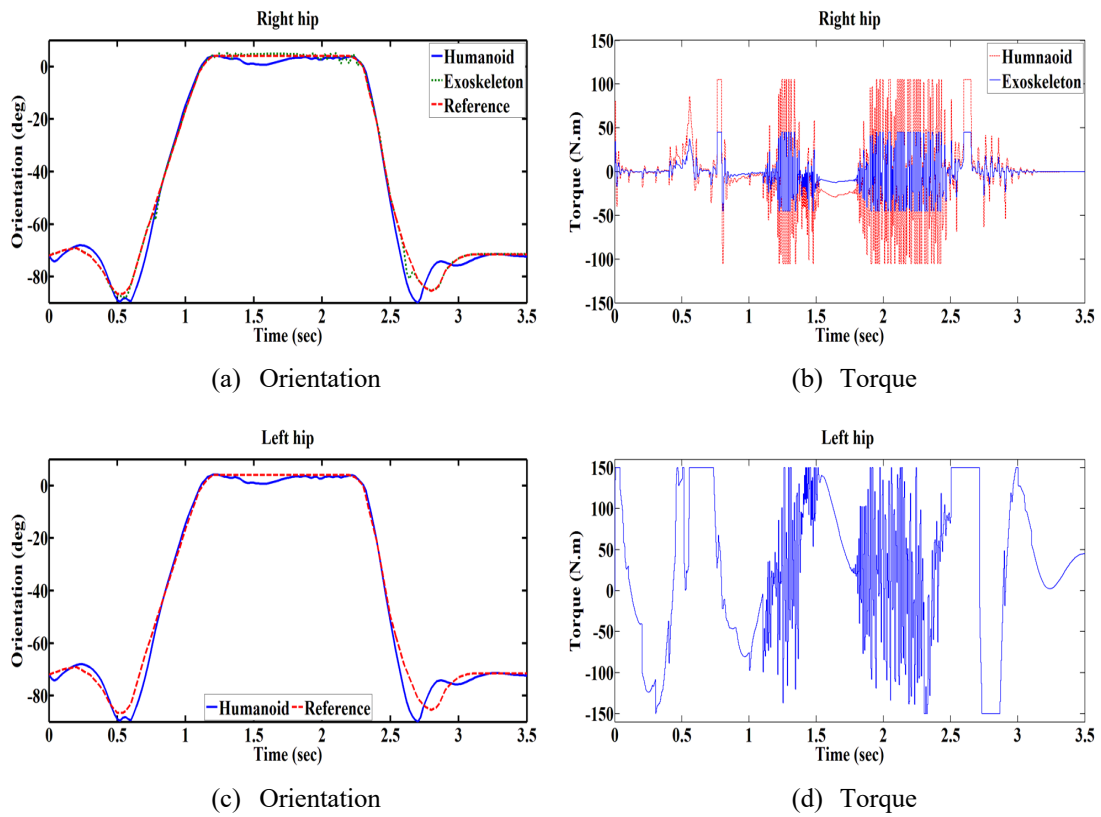 Right hip
Orientation (deg)
0
-20
-40
-60
-80
0 0.5 1 1.5 2 2.5 3 3.5
Time (sec)
Humanoid
Exoskeleton
Reference
(a) Orientation
Right hip
Torque (N.m)
150
100
50
0
-50
-100
-150
0 0.5 1 1.5 2 2.5 3 3.5
Time (sec)
Humnaoid
Exoskeleton
(b) Torque
Left hip
Orientation (deg)
0
-20
-40
-60
-80
0 0.5 1 1.5 2 2.5 3 3.5
Time (sec)
Humanoid Reference
(c) Orientation
Left hip
Torque (N.m)
150
100
50
0
-50
-100
-150
0 0.5 1 1.5 2 2.5 3 3.5
Time (sec)
(d) Torque